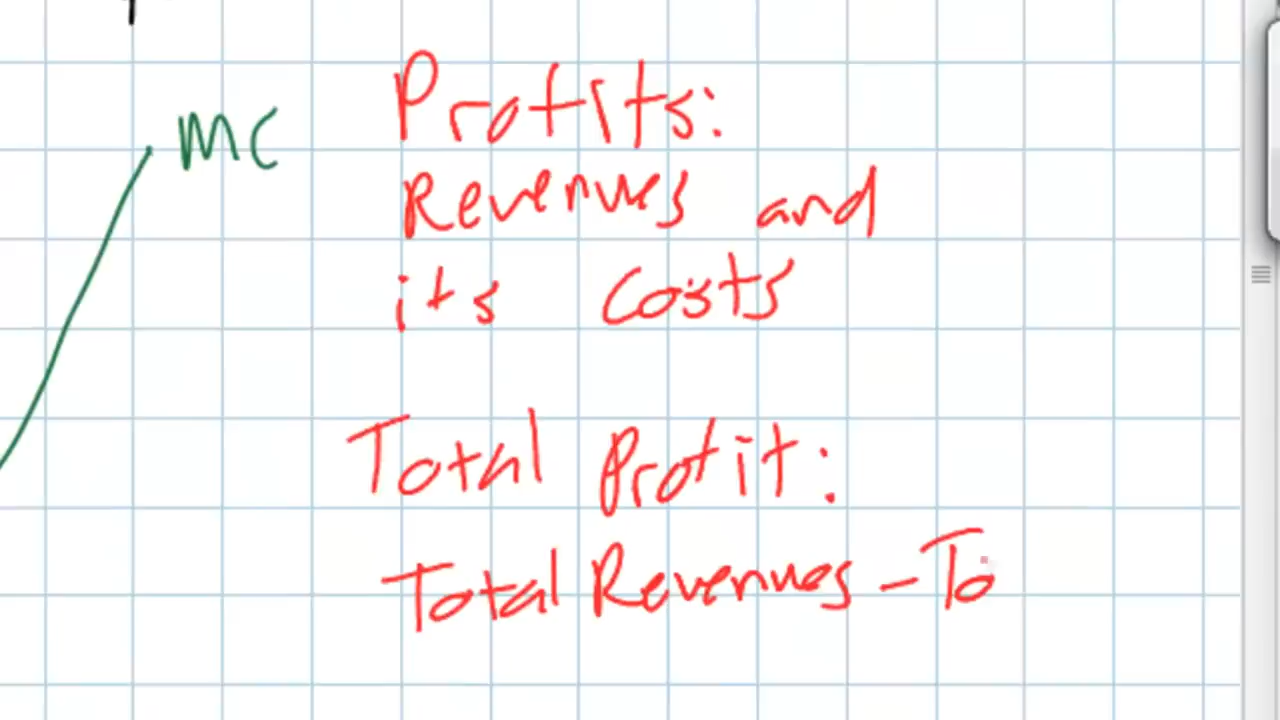 MC
Profits:
Revenues and
its Costs
Total Profit:
Total Revenues - To